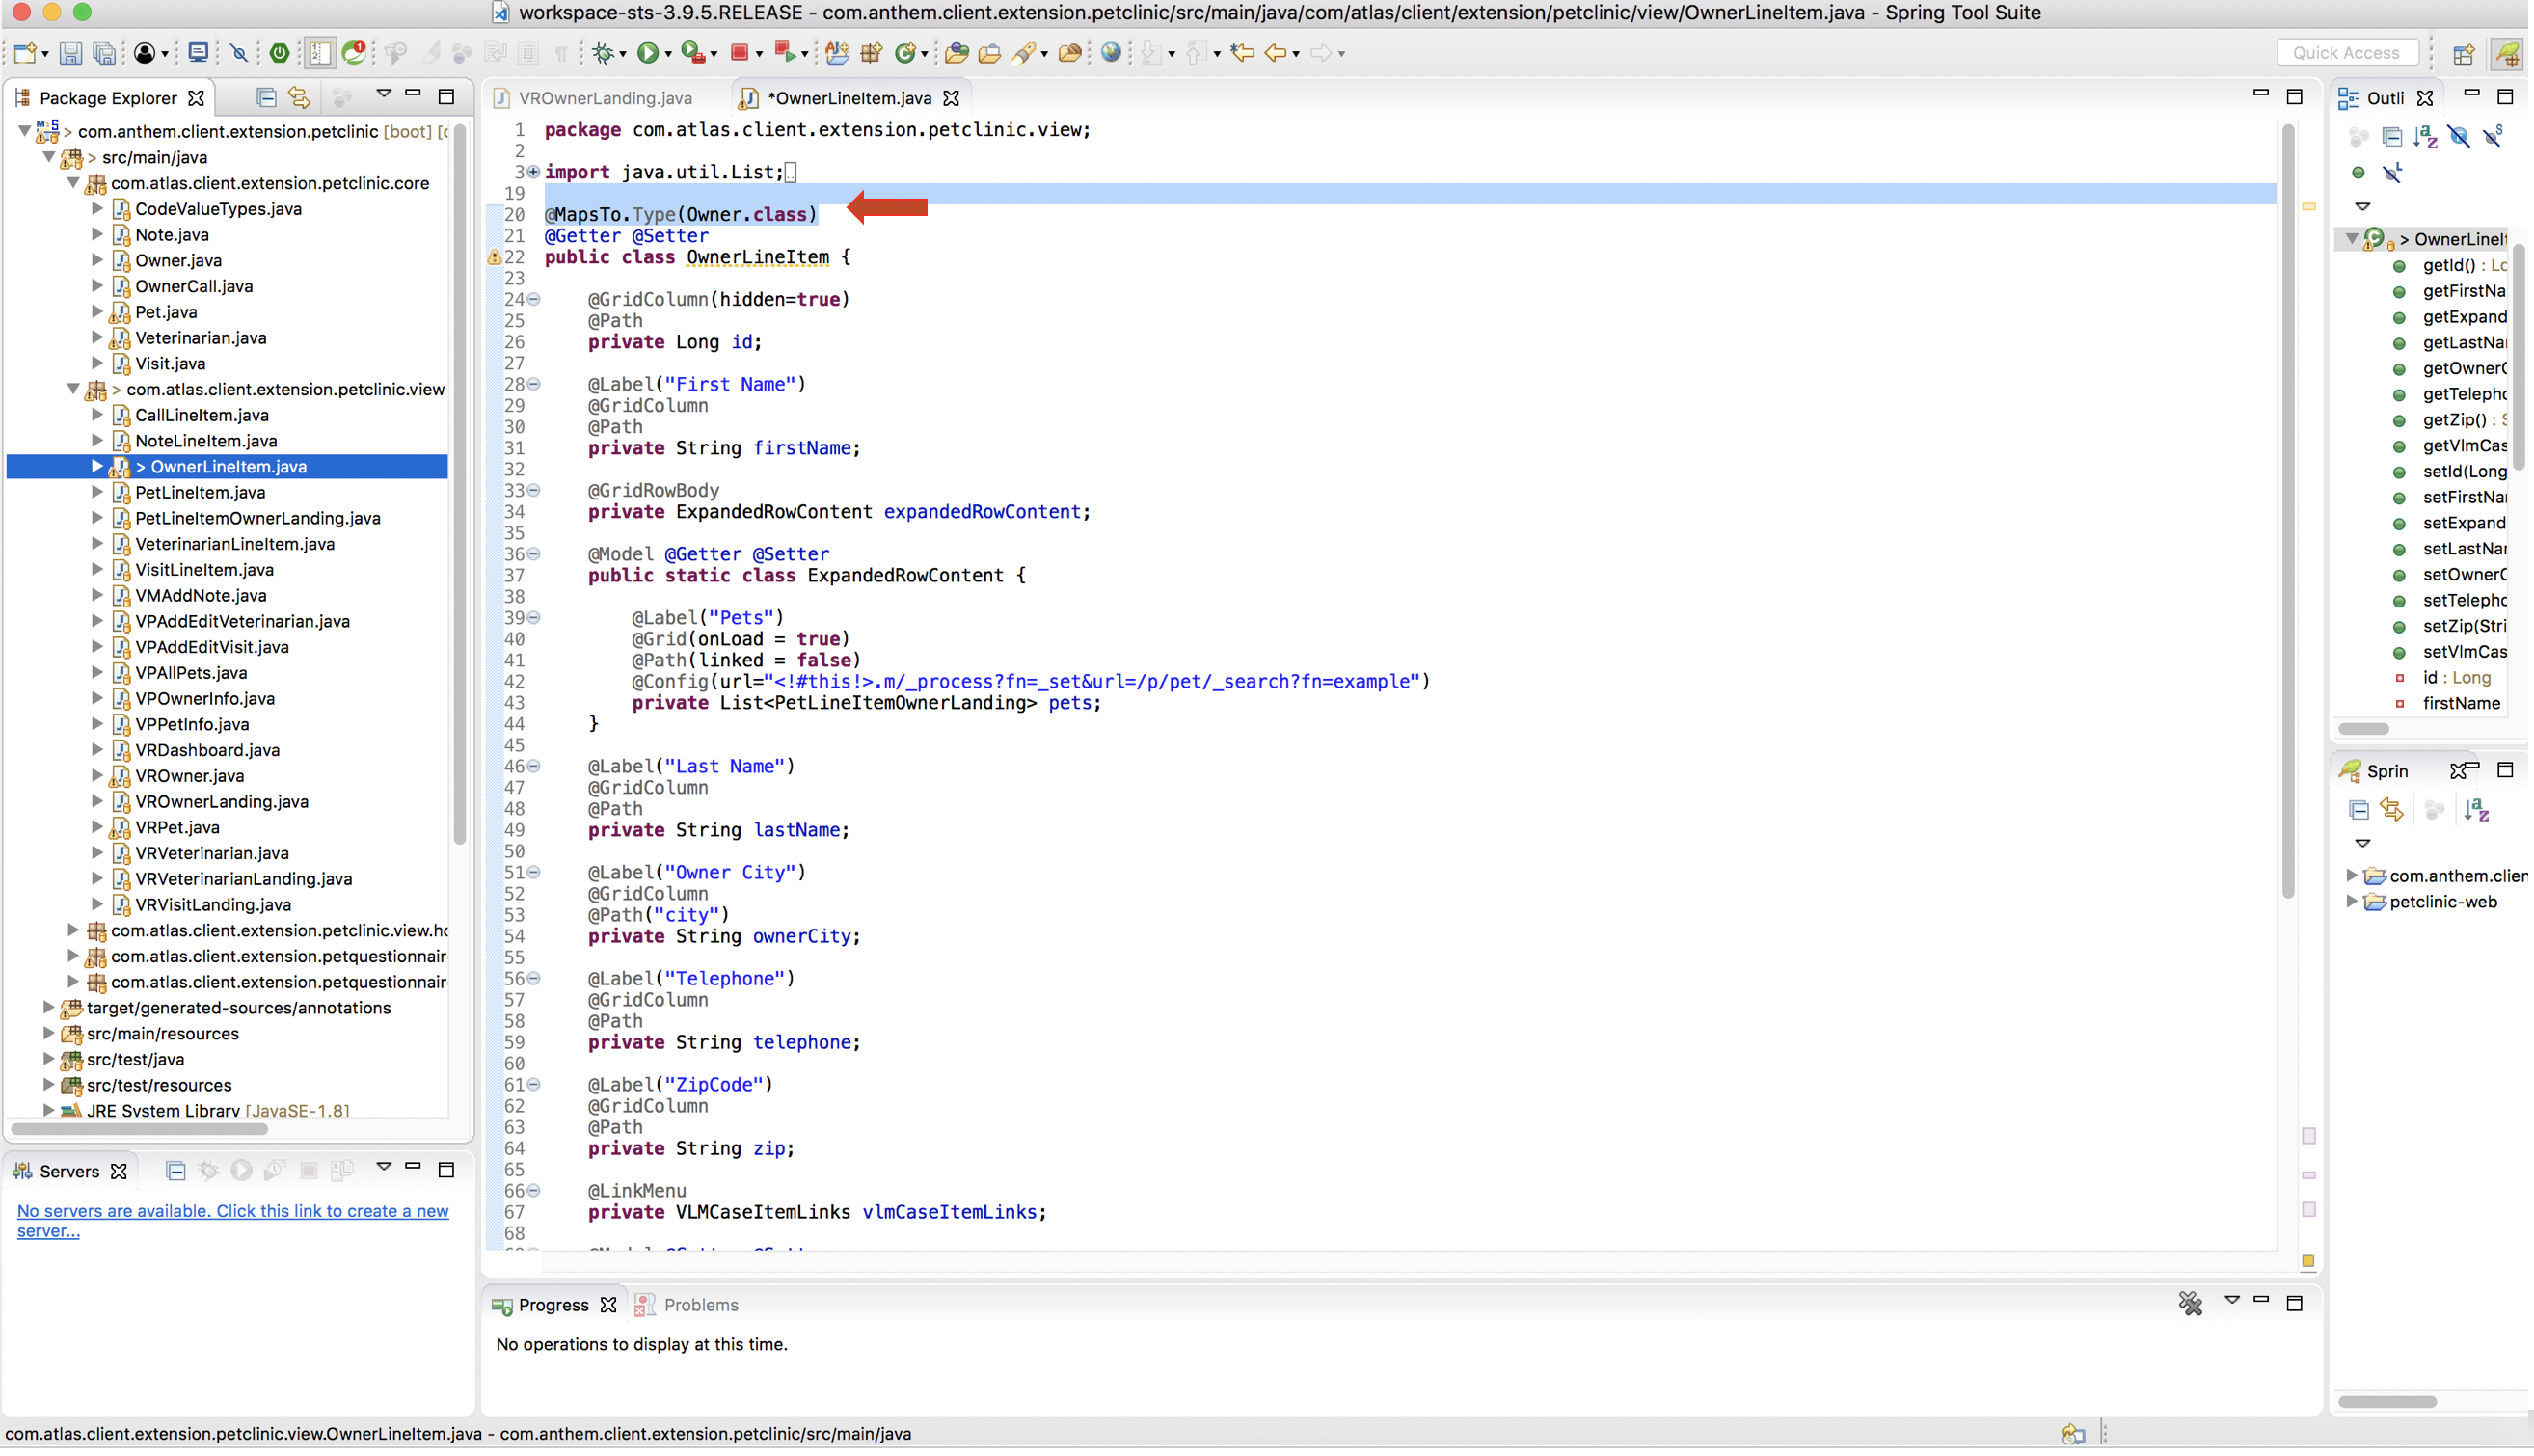 workspace-sts-3.9.5.RELEASE - com.anthem.client.extension.petclinic/src/main/java/com/atlas/client/extension/petclinic/view/OwnerLineItem.java - Spring Tool Suite
Quick Access
Package Explorer
> com.anthem.client.extension.petclinic [boot] [c
> src/main/java
com.atlas.client.extension.petclinic.core
CodeValueTypes.java
Note.java
Owner.java
OwnerCall.java
Pet.java
Veterinarian.java
Visit.java
> com.atlas.client.extension.petclinic.view
CallLineItem.java
NoteLineItem.java
> OwnerLineItem.java
PetLineItem.java
PetLineItemOwnerLanding.java
VeterinarianLineItem.java
VisitLineItem.java
VMAddNote.java
VPAddEditVeterinarian.java
VPAddEditVisit.java
VPAllPets.java
VPOwnerInfo.java
VPPetInfo.java
VRDashboard.java
VROwner.java
VROwnerLanding.java
VRPet.java
VRVeterinarian.java
VRVeterinarianLanding.java
VRVisitLanding.java
com.atlas.client.extension.petclinic.view.hc
com.atlas.client.extension.petquestionnair
com.atlas.client.extension.petquestionnair
target/generated-sources/annotations
src/main/resources
src/test/java
src/test/resources
JRE System Library [JavaSE-1.8]
Servers
No servers are available. Click this link to create a new
server...
VROwnerLanding.java
*OwnerLineItem.java
1 package com.atlas.client.extension.petclinic.view;
2
3 import java.util.List;
19
20 @MapsTo.Type(Owner.class)
21 @Getter @Setter
22 public class OwnerLineItem {
23
24 @GridColumn(hidden=true)
25 @Path
26 private Long id;
27
28 @Label("First Name")
29 @GridColumn
30 @Path
31 private String firstName;
32
33 @GridRowBody
34 private ExpandedRowContent expandedRowContent;
35
36 @Model @Getter @Setter
37 public static class ExpandedRowContent {
38
39 @Label("Pets")
40 @Grid(onLoad = true)
41 @Path(linked = false)
42 @Config(url="<!#this!>.m/_process?fn=_set&url=/p/pet/_search?fn=example")
43 private List<PetLineItemOwnerLanding> pets;
44 }
45
46 @Label("Last Name")
47 @GridColumn
48 @Path
49 private String lastName;
50
51 @Label("Owner City")
52 @GridColumn
53 @Path("city")
54 private String ownerCity;
55
56 @Label("Telephone")
57 @GridColumn
58 @Path
59 private String telephone;
60
61 @Label("ZipCode")
62 @GridColumn
63 @Path
64 private String zip;
65
66 @LinkMenu
67 private VLMCaseItemLinks vlmCaseItemLinks;
68
Progress
Problems
No operations to display at this time.
Outli
> OwnerLineIt
getId() : Lo
getFirstNa
getExpand
getLastNa
getOwnerC
getTelepho
getZip() : S
getVlmCas
setId(Long
setFirstNa
setExpand
setLastNa
setOwnerC
setTelepho
setZip(Stri
setVlmCas
id : Long
firstName
Sprin
com.anthem.clien
petclinic-web
com.atlas.client.extension.petclinic.view.OwnerLineItem.java - com.anthem.client.extension.petclinic/src/main/java